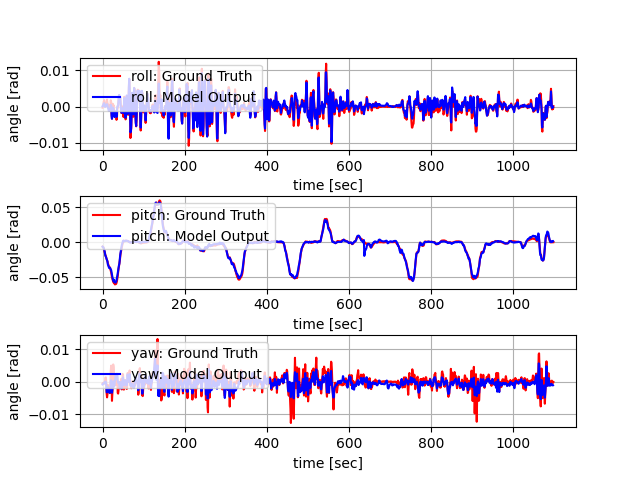 angle [rad]
0.01
0.00
−0.01
roll: Ground Truth
roll: Model Output
0 200 400 600 800 1000
time [sec]
angle [rad]
0.05
0.00
−0.05
pitch: Ground Truth
pitch: Model Output
0 200 400 600 800 1000
time [sec]
angle [rad]
0.01
0.00
−0.01
yaw: Ground Truth
yaw: Model Output
0 200 400 600 800 1000
time [sec]